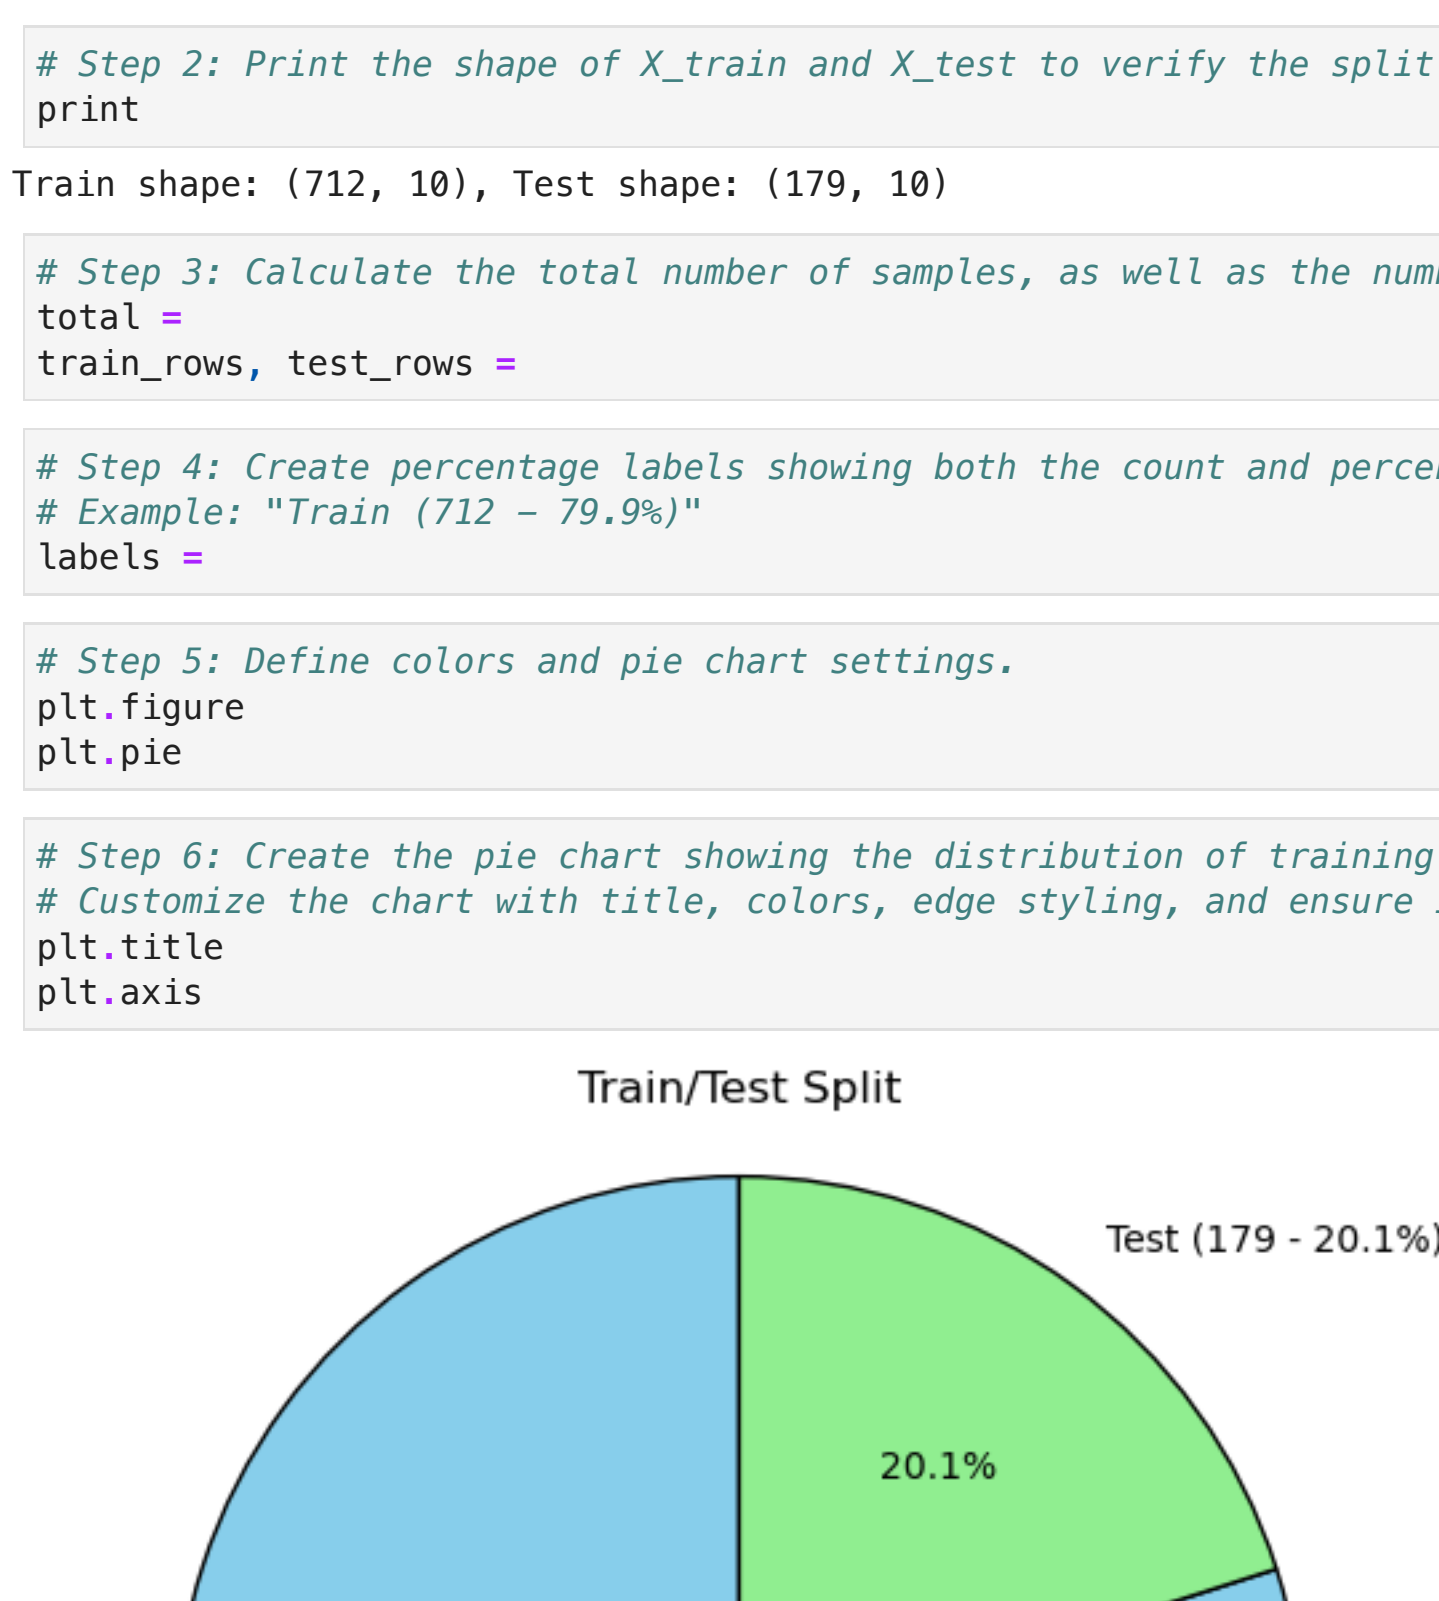 # Step 2: Print the shape of X_train and X_test to verify the split
print
Train shape: (712, 10), Test shape: (179, 10)
# Step 3: Calculate the total number of samples, as well as the
total =
train_rows, test_rows =
# Step 4: Create percentage labels showing both the count and
# Example: "Train (712 – 79.9%)"
labels =
# Step 5: Define colors and pie chart settings.
plt.figure
plt.pie
# Step 6: Create the pie chart showing the distribution of training
# Customize the chart with title, colors, edge styling, and ensure
plt.title
plt.axis
Train/Test Split
Test (179 - 20.1%)
20.1%